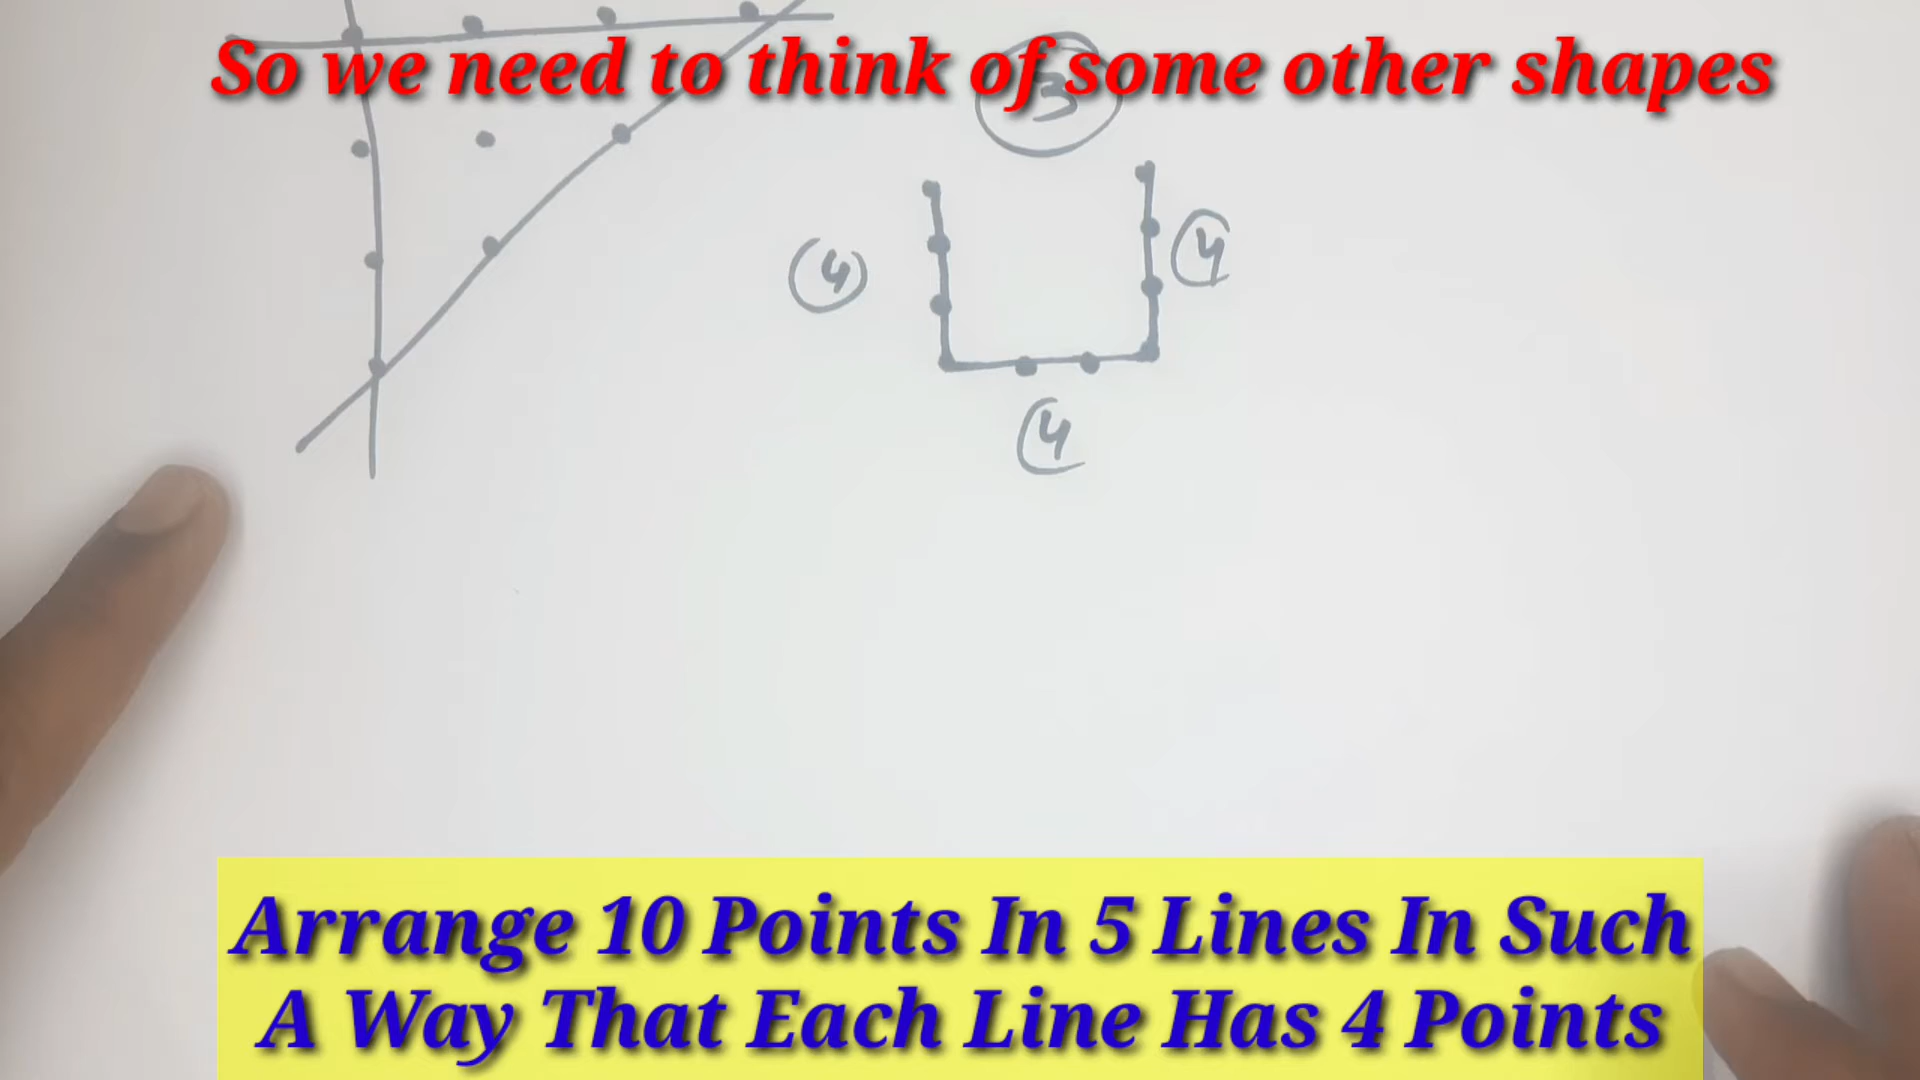 So we need to think of some other shapes
3
4
4
4
Arrange 10 Points In 5 Lines In Such
A Way That Each Line Has 4 Points